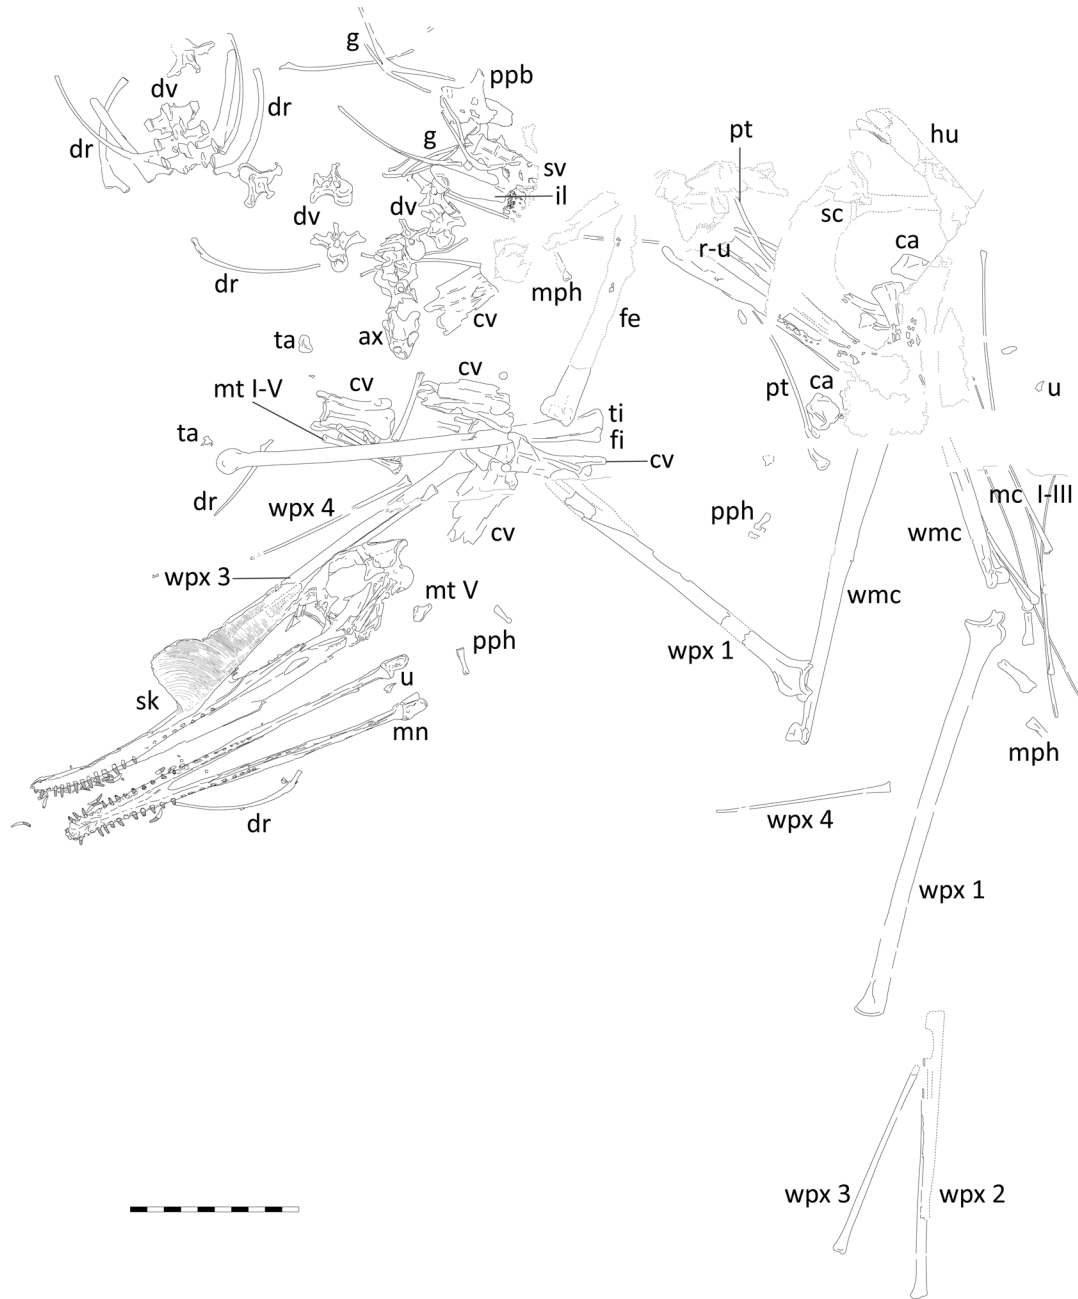 g
ppb
dv
dr
dr
pt
hu
g
sv
il
dv
dv
sc
r-u
ca
dr
mph
fe
cv
ax
ta
cv
cv
mt I-V
pt
ca
u
ti
fi
ta
cv
dr
wpx 4
mc I-III
pph
wmc
cv
wpx 3
mt V
wmc
pph
wpx 1
u
sk
mn
mph
dr
wpx 4
wpx 1
wpx 3
wpx 2